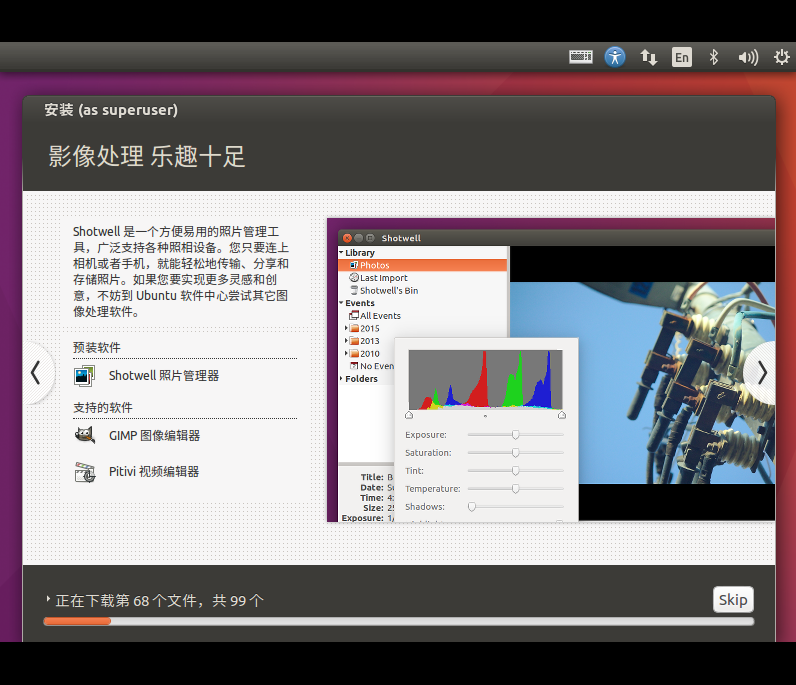 En
安装 (as superuser)
影像处理 乐趣十足
Shotwell 是一个方便易用的照片管理工
具，广泛支持各种照相设备。您只要连上
相机或者手机，就能轻松地传输、分享和
存储照片。如果您要实现更多灵感和创
意，不妨到 Ubuntu 软件中心尝试其它图
像处理软件。
预装软件
Shotwell 照片管理器
支持的软件
GIMP 图像编辑器
Pitivi 视频编辑器
Shotwell
Library
Photos
Last Import
Shotwell's Bin
Events
All Events
2015
2013
2010
No Even
Folders
Exposure:
Saturation:
Tint:
Temperature:
Shadows:
Title: B
Date: Su
Time: 4:
Size: 25
Exposure: 1/
正在下载第 68 个文件，共 99 个
Skip